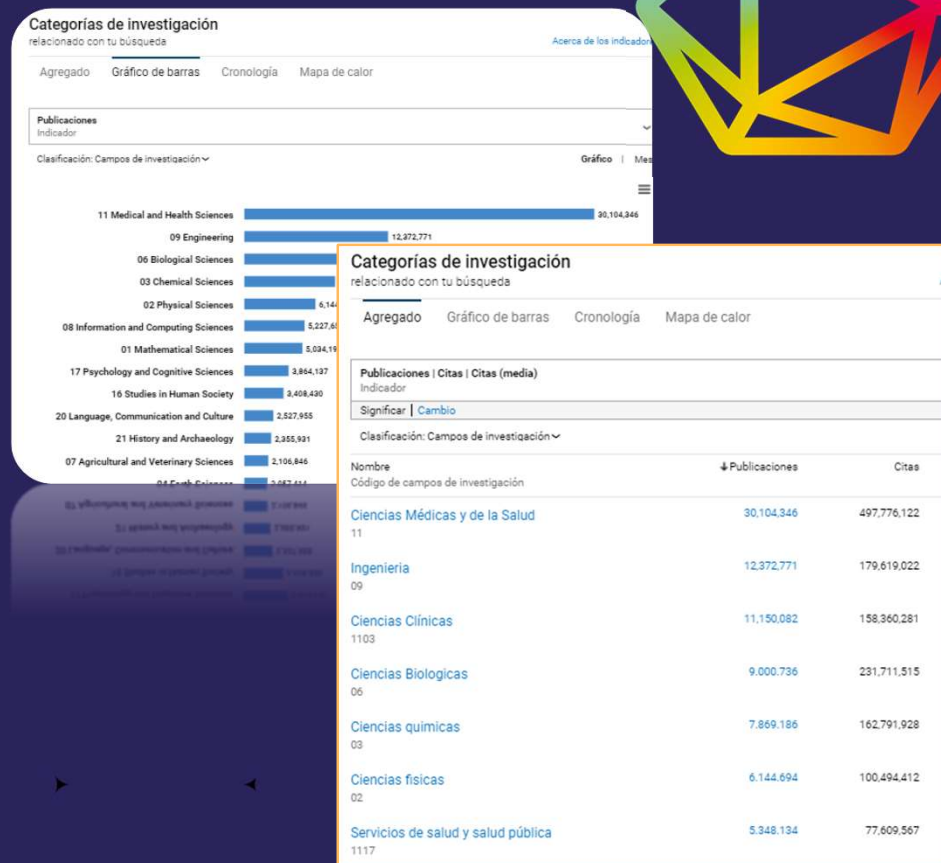 Categorías de investigación
relacionado con tu búsqueda
Acerca de los indicadores
Agregado Gráfico de barras Cronología Mapa de calor
Publicaciones
Indicador
Clasificación: Campos de investigación
Gráfico |
11 Medical and Health Sciences 30,104,346
09 Engineering 12,372,771
06 Biological Sciences
03 Chemical Sciences
02 Physical Sciences
08 Information and Computing Sciences
01 Mathematical Sciences
17 Psychology and Cognitive Sciences 3,864,137
16 Studies in Human Society 3,408,430
20 Language, Communication and Culture 2,527,955
21 History and Archaeology 2,355,931
07 Agricultural and Veterinary Sciences 2,106,846
04 Earth Sciences
Categorías de investigación
relacionado con tu búsqueda
Agregado Gráfico de barras Cronología Mapa de calor
Publicaciones | Citas | Citas (media)
Indicador
Significar | Cambio
Clasificación: Campos de investigación
Nombre ↓Publicaciones Citas
Código de campos de investigación
Ciencias Médicas y de la Salud 30,104,346 497,776,122
11
Ingenieria 12,372,771 179,619,022
09
Ciencias Clínicas 11,150,082 158,360,281
1103
Ciencias Biologicas 9.000.736 231,711,515
06
Ciencias quimicas 7.869.186 162,791,928
03
Ciencias fisicas 6.144.694 100,494,412
02
Servicios de salud y salud pública 5.348.134 77,609,567
1117